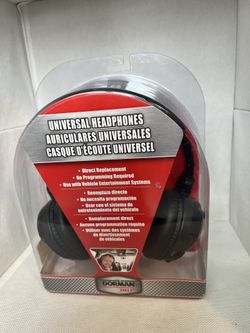 UNIVERSAL HEADPHONES
AURICULARES UNIVERSALES
CASQUE D'ÉCOUTE UNIVERSEL
• Direct Replacement
• No Programming Required
• Use with Vehicle Entertainment Systems
• Reemplazo directo
• No necesita programación
• Usar con el sistema de
entretenimiento del vehículo
• Remplacement direct
• Aucune programmation requise
• Utiliser avec des systèmes
de divertissement
de véhicules
DORMAN